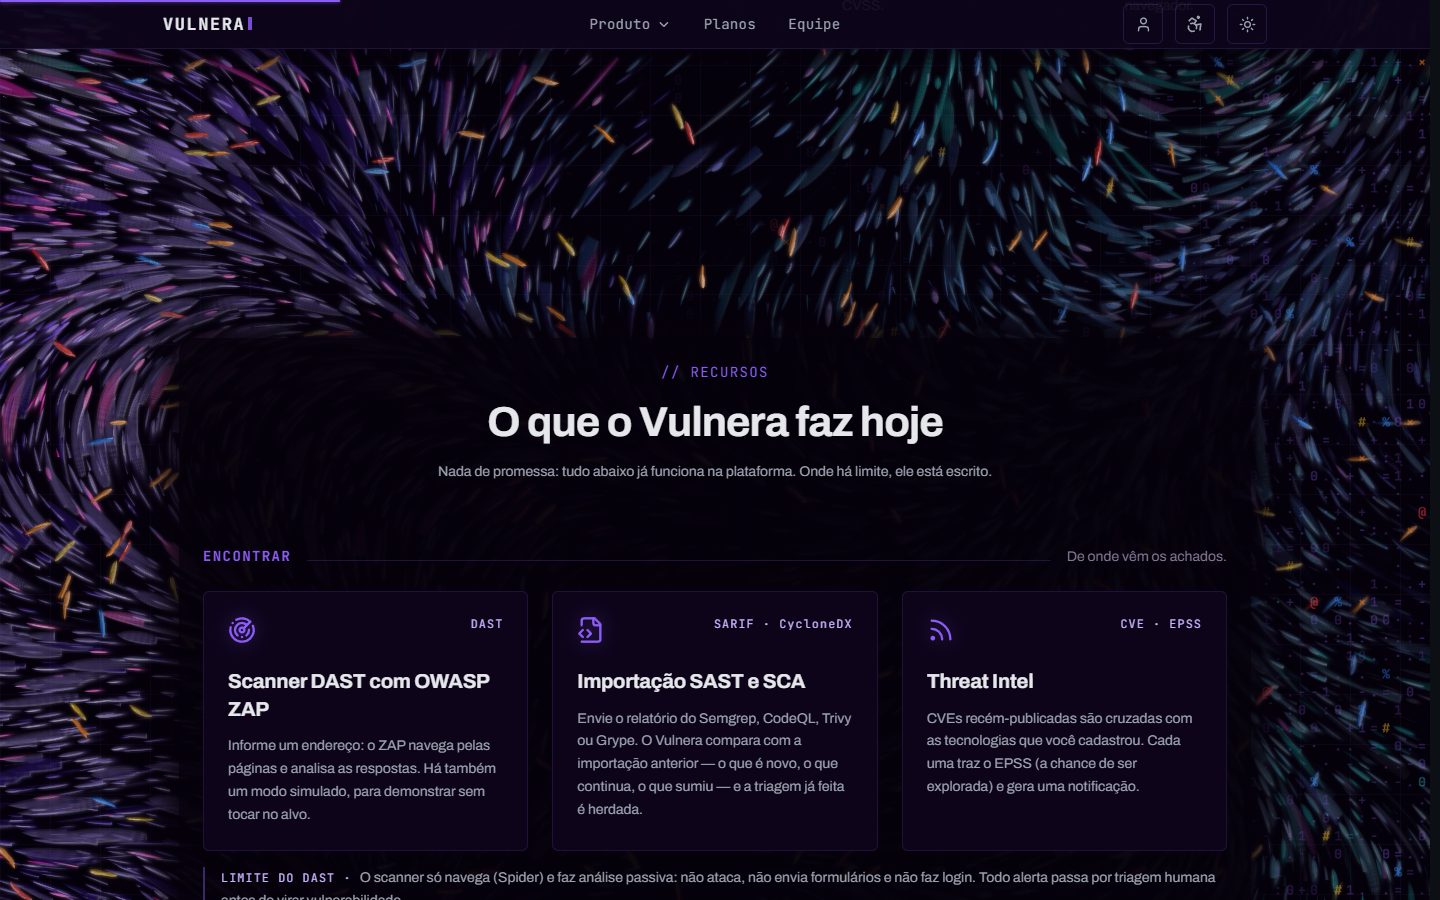 CVSS.
navegador.
VULNERA
Produto
Planos
Equipe
// RECURSOS
O que o Vulnera faz hoje
Nada de promessa: tudo abaixo já funciona na plataforma. Onde há limite, ele está escrito.
ENCONTRAR
De onde vêm os achados.
DAST
Scanner DAST com OWASP
ZAP
Informe um endereço: o ZAP navega pelas
páginas e analisa as respostas. Há também
um modo simulado, para demonstrar sem
tocar no alvo.
SARIF · CycloneDX
Importação SAST e SCA
Envie o relatório do Semgrep, CodeQL, Trivy
ou Grype. O Vulnera compara com a
importação anterior — o que é novo, o que
continua, o que sumiu — e a triagem já feita
é herdada.
CVE · EPSS
Threat Intel
CVEs recém-publicadas são cruzadas com
as tecnologias que você cadastrou. Cada
uma traz o EPSS (a chance de ser
explorada) e gera uma notificação.
LIMITE DO DAST · O scanner só navega (Spider) e faz análise passiva: não ataca, não envia formulários e não faz login. Todo alerta passa por triagem humana
antes de virar vulnerabilidade.